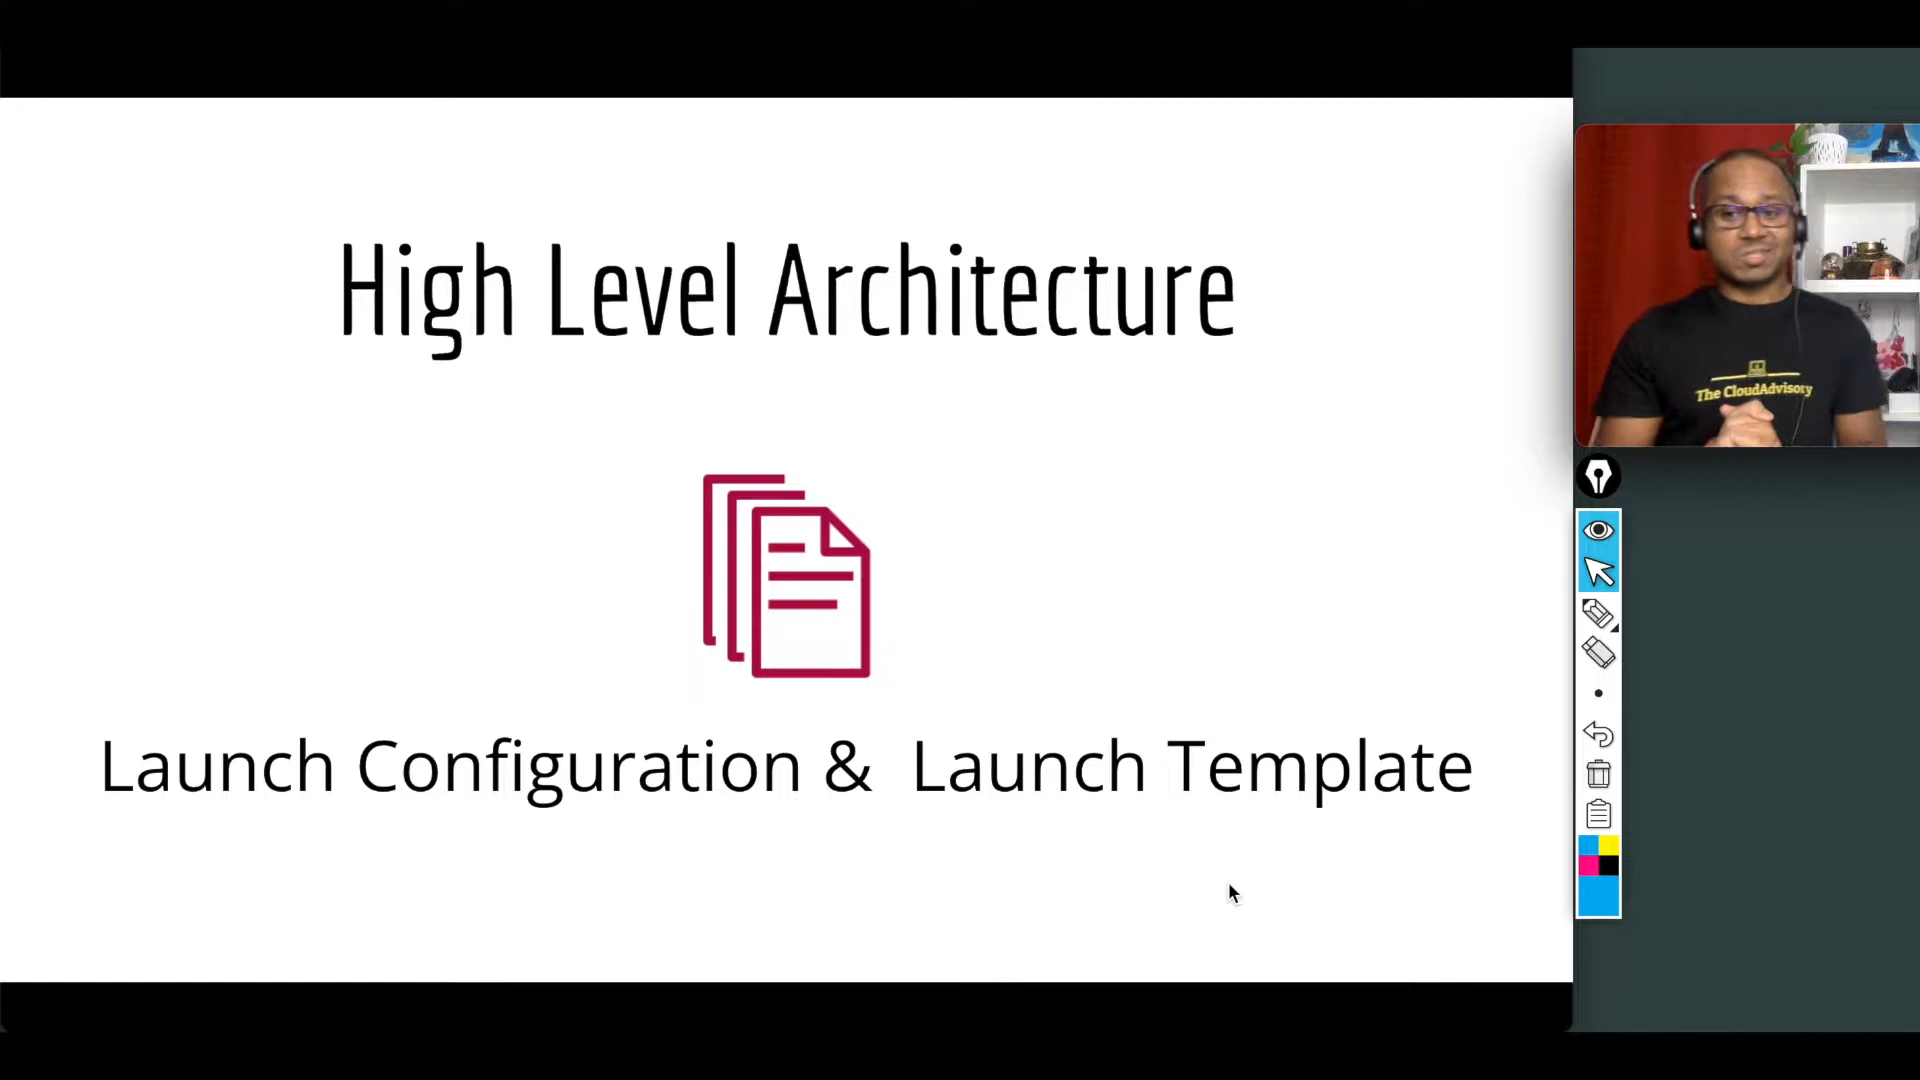 High Level Architecture
Launch Configuration & Launch Template
The CloudAdvisory